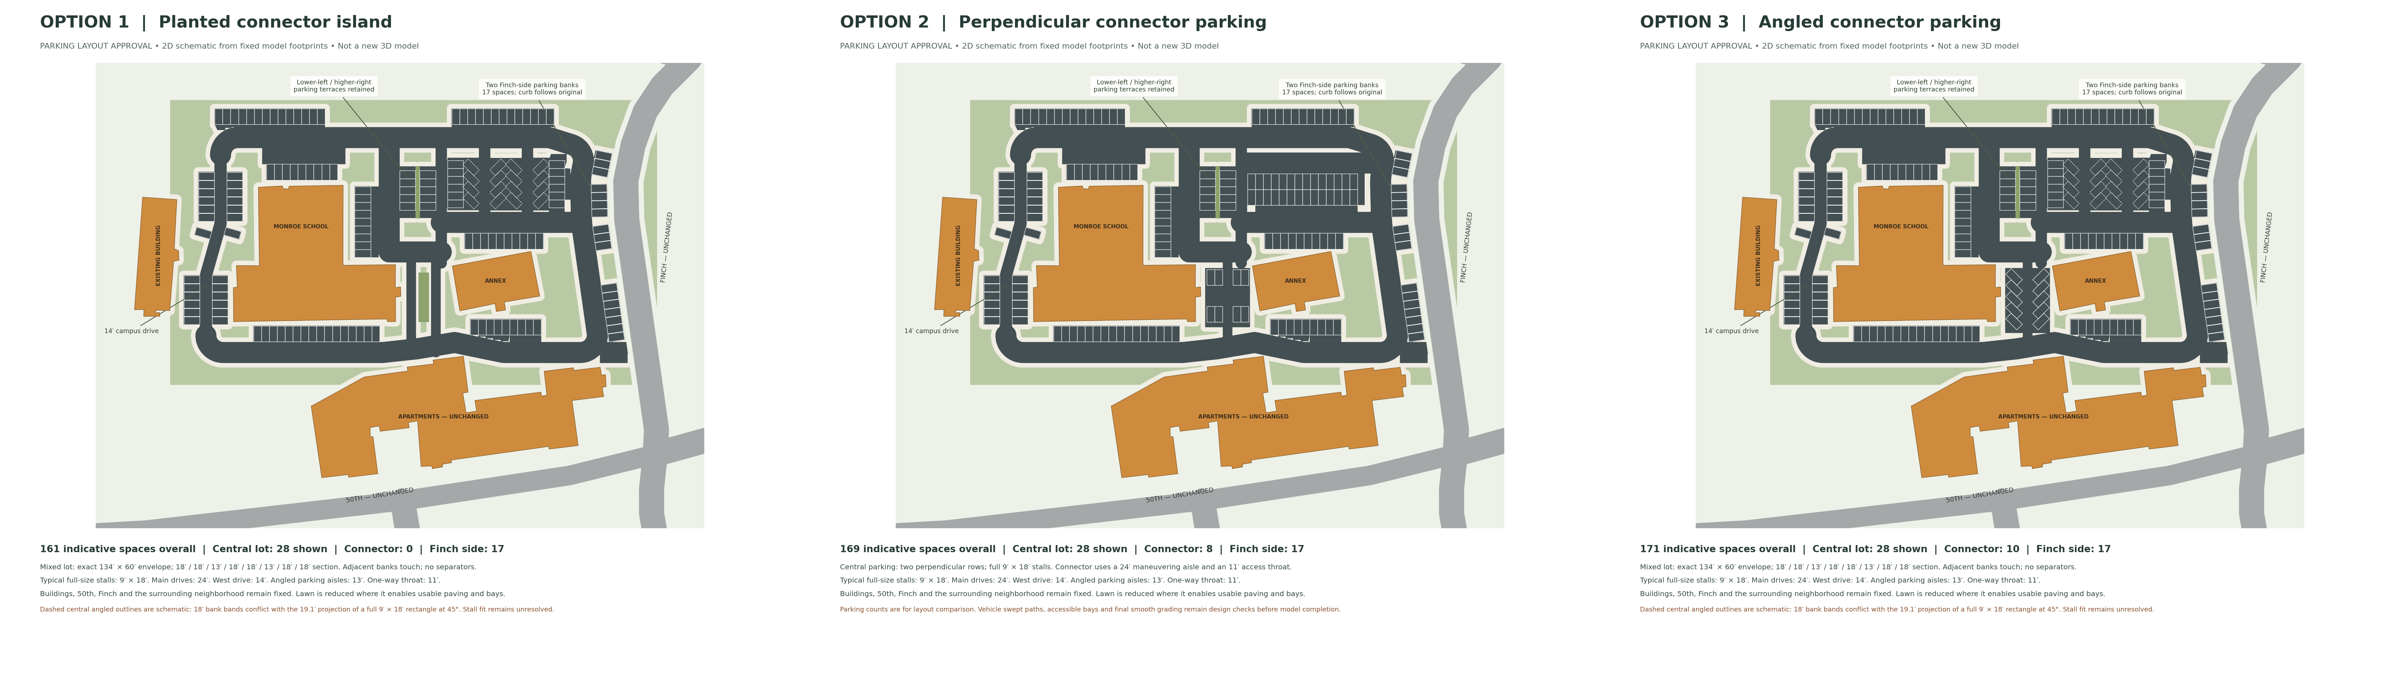 OPTION 1 | Planted connector island
PARKING LAYOUT APPROVAL • 2D schematic from fixed model footprints • Not a new 3D model
Lower-left / higher-right
parking terraces retained
Two Finch-side parking banks
17 spaces; curb follows original
MONROE SCHOOL
EXISTING BUILDING
ANNEX
FINCH — UNCHANGED
14′ campus drive
APARTMENTS — UNCHANGED
50TH — UNCHANGED
161 indicative spaces overall | Central lot: 28 shown | Connector: 0 | Finch side: 17
Mixed lot: exact 134′ × 60′ envelope; 18′ / 18′ / 13′ / 18′ / 18′ / 13′ / 18′ / 18′ section. Adjacent banks touch; no separators.
Typical full-size stalls: 9′ × 18′. Main drives: 24′. West drive: 14′. Angled parking aisles: 13′. One-way throat: 11′.
Buildings, 50th, Finch and the surrounding neighborhood remain fixed. Lawn is reduced where it enables usable paving and bays.
Dashed central angled outlines are schematic: 18′ bank bands conflict with the 19.1′ projection of a full 9′ × 18′ rectangle at 45°. Stall fit remains unresolved.
OPTION 2 | Perpendicular connector parking
PARKING LAYOUT APPROVAL • 2D schematic from fixed model footprints • Not a new 3D model
Lower-left / higher-right
parking terraces retained
Two Finch-side parking banks
17 spaces; curb follows original
MONROE SCHOOL
EXISTING BUILDING
ANNEX
FINCH — UNCHANGED
14′ campus drive
APARTMENTS — UNCHANGED
50TH — UNCHANGED
169 indicative spaces overall | Central lot: 28 shown | Connector: 8 | Finch side: 17
Central parking: two perpendicular rows; full 9′ × 18′ stalls. Connector uses a 24′ maneuvering aisle and an 11′ access throat.
Typical full-size stalls: 9′ × 18′. Main drives: 24′. West drive: 14′. Angled parking aisles: 13′. One-way throat: 11′.
Buildings, 50th, Finch and the surrounding neighborhood remain fixed. Lawn is reduced where it enables usable paving and bays.
Parking counts are for layout comparison. Vehicle swept paths, accessible bays and final smooth grading remain design checks before model completion.
OPTION 3 | Angled connector parking
PARKING LAYOUT APPROVAL • 2D schematic from fixed model footprints • Not a new 3D model
Lower-left / higher-right
parking terraces retained
Two Finch-side parking banks
17 spaces; curb follows original
MONROE SCHOOL
EXISTING BUILDING
ANNEX
FINCH — UNCHANGED
14′ campus drive
APARTMENTS — UNCHANGED
50TH — UNCHANGED
171 indicative spaces overall | Central lot: 28 shown | Connector: 10 | Finch side: 17
Mixed lot: exact 134′ × 60′ envelope; 18′ / 18′ / 13′ / 18′ / 18′ / 13′ / 18′ / 18′ section. Adjacent banks touch; no separators.
Typical full-size stalls: 9′ × 18′. Main drives: 24′. West drive: 14′. Angled parking aisles: 13′. One-way throat: 11′.
Buildings, 50th, Finch and the surrounding neighborhood remain fixed. Lawn is reduced where it enables usable paving and bays.
Dashed central angled outlines are schematic: 18′ bank bands conflict with the 19.1′ projection of a full 9′ × 18′ rectangle at 45°. Stall fit remains unresolved.